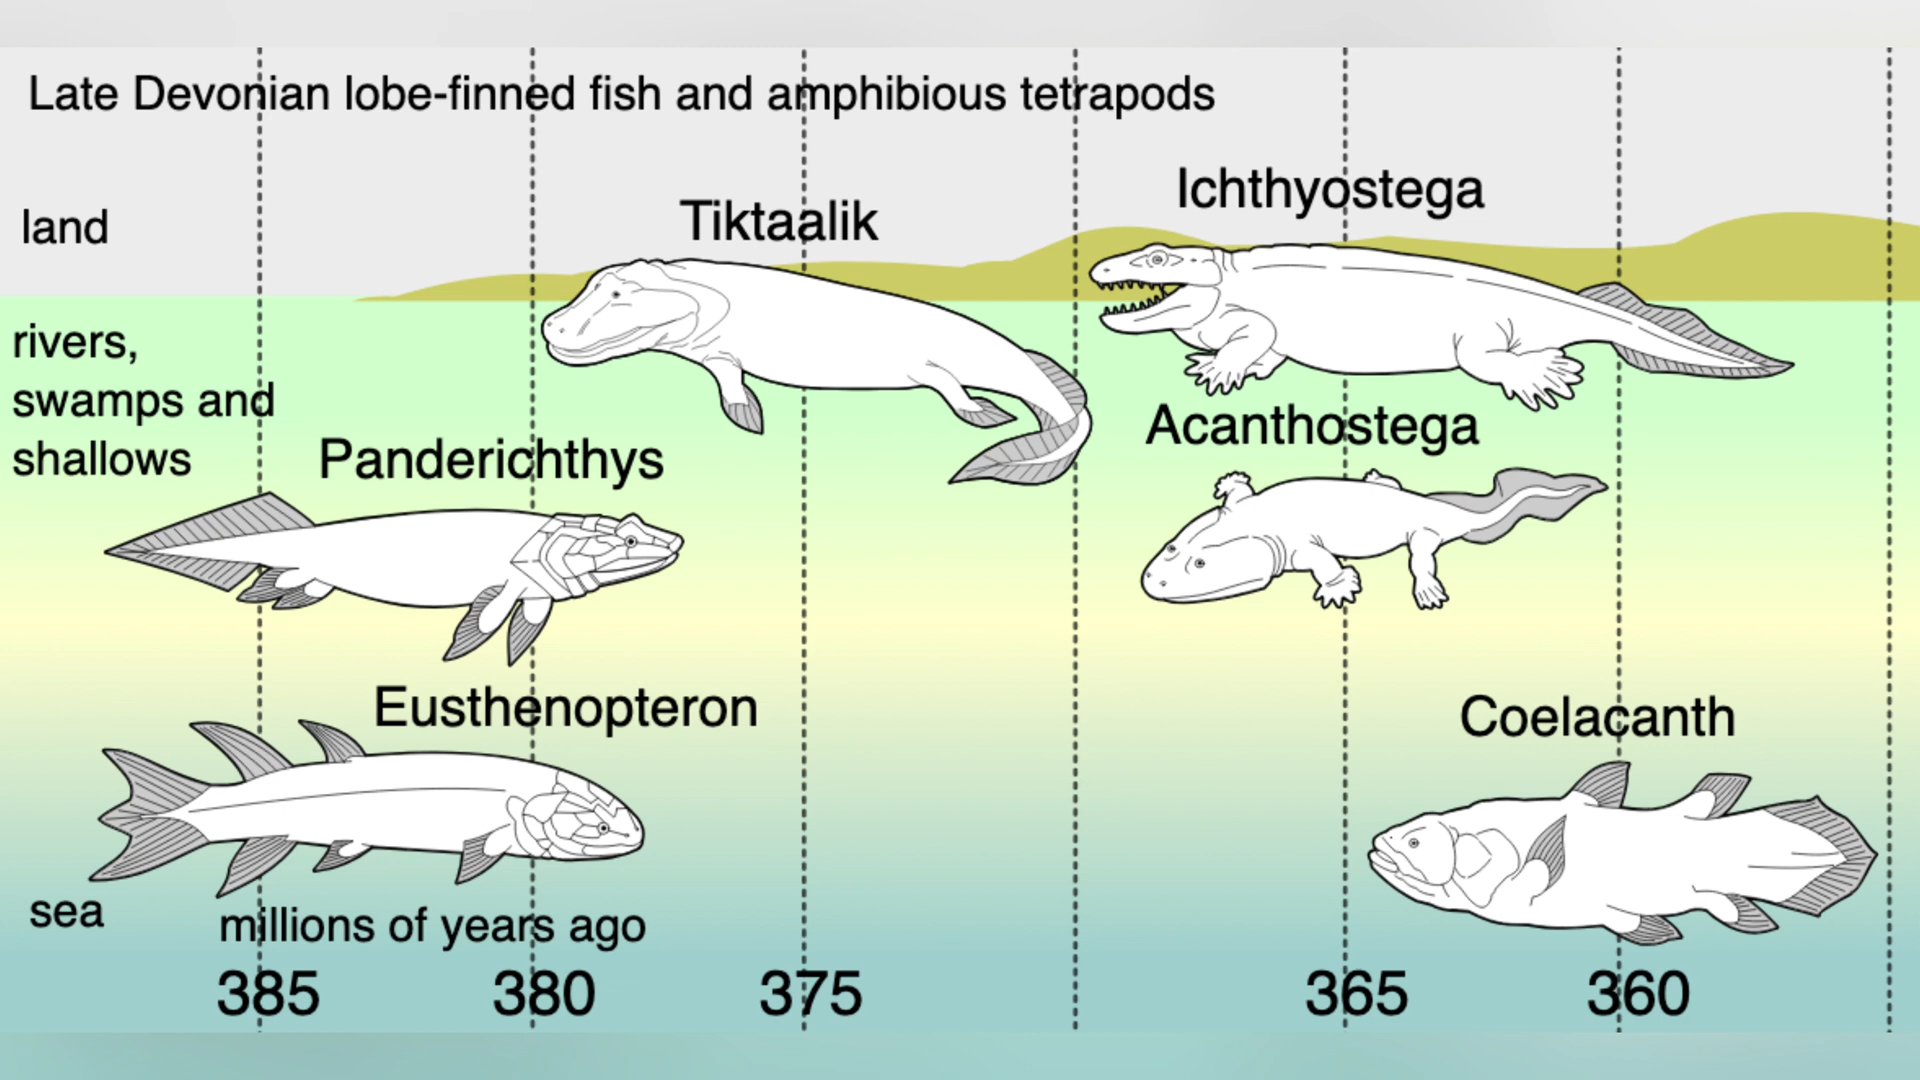 Late Devonian lobe-finned fish and amphibious tetrapods
land
Tiktaalik
Ichthyostega
rivers,
swamps and
shallows
Panderichthys
Acanthostega
Eusthenopteron
Coelacanth
sea
millions of years ago
385 380 375 365 360